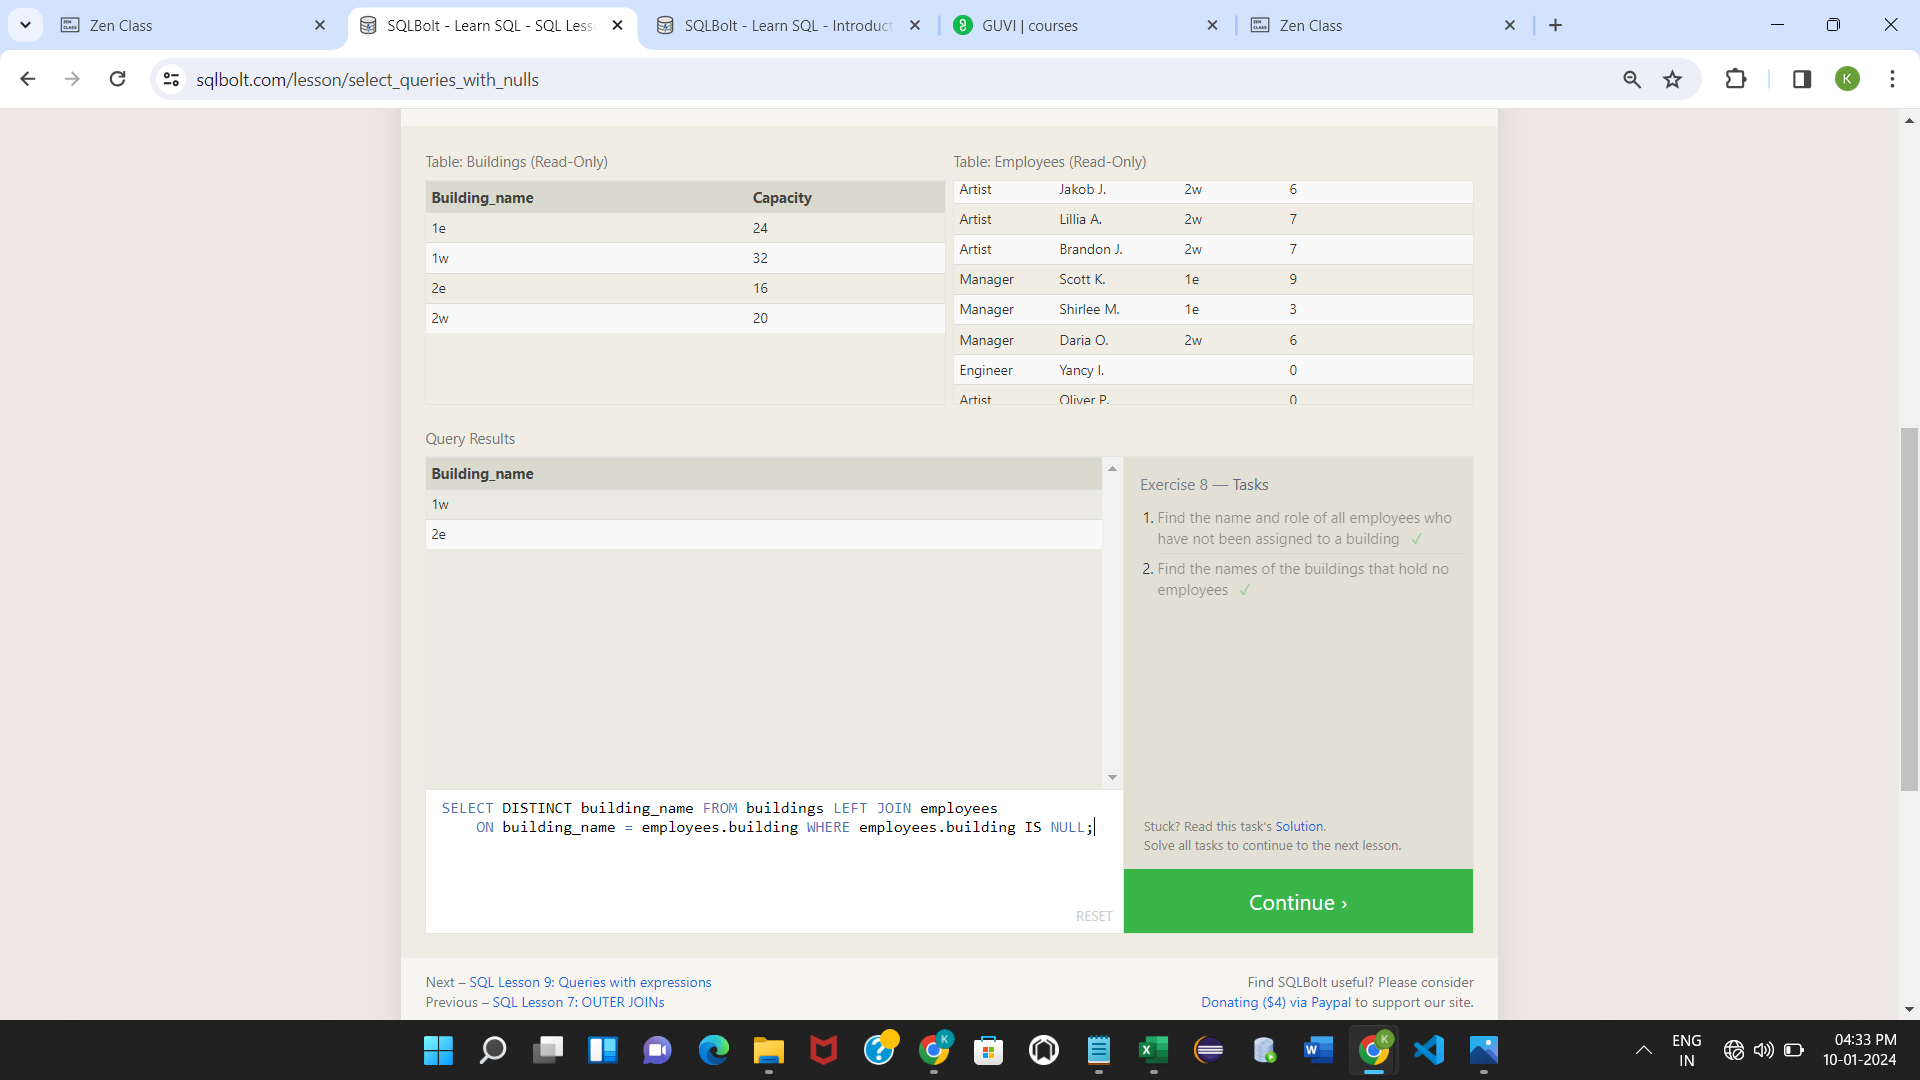 Zen Class
SQLBolt - Learn SQL - SQL Less
SQLBolt - Learn SQL - Introduct
GUVI | courses
Zen Class
sqlbolt.com/lesson/select_queries_with_nulls
K
Table: Buildings (Read-Only)
Building_name Capacity
1e 24
1w 32
2e 16
2w 20
Table: Employees (Read-Only)
Artist Jakob J. 2w 6
Artist Lillia A. 2w 7
Artist Brandon J. 2w 7
Manager Scott K. 1e 9
Manager Shirlee M. 1e 3
Manager Daria O. 2w 6
Engineer Yancy I. 0
Artist Oliver P. 0
Query Results
Building_name
1w
2e
Exercise 8 — Tasks
1. Find the name and role of all employees who
have not been assigned to a building ✓
2. Find the names of the buildings that hold no
employees ✓
SELECT DISTINCT building_name FROM buildings LEFT JOIN employees
ON building_name = employees.building WHERE employees.building IS NULL;
RESET
Stuck? Read this task's Solution.
Solve all tasks to continue to the next lesson.
Continue ›
Next – SQL Lesson 9: Queries with expressions
Previous – SQL Lesson 7: OUTER JOINs
Find SQLBolt useful? Please consider
Donating ($4) via Paypal to support our site.
ENG
IN
04:33 PM
10-01-2024